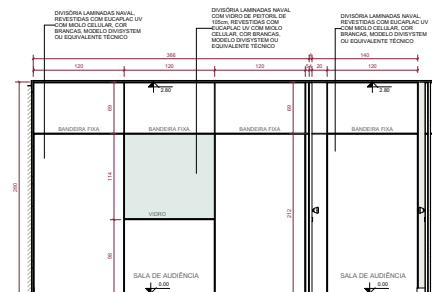 DIVISÓRIA LAMINADAS NAVAL,
REVESTIDAS COM EUCAPLAC UV
COM MIOLO CELULAR, COR
BRANCAS, MODELO DIVISYSTEM
OU EQUIVALENTE TÉCNICO
DIVISÓRIA LAMINADAS NAVAL
COM VIDRO DE PEITORIL DE
105cm, REVESTIDAS COM
EUCAPLAC UV COM MIOLO
CELULAR, COR BRANCAS,
MODELO DIVISYSTEM OU
EQUIVALENTE TÉCNICO
DIVISÓRIA LAMINADAS NAVAL,
REVESTIDAS COM EUCAPLAC UV
COM MIOLO CELULAR, COR
BRANCAS, MODELO DIVISYSTEM
OU EQUIVALENTE TÉCNICO
366
140
120
120
120
20
120
2.80
2.80
69
69
BANDEIRA FIXA
BANDEIRA FIXA
BANDEIRA FIXA
BANDEIRA FIXA
114
280
212
VIDRO
98
SALA DE AUDIÊNCIA
SALA DE AUDIÊNCIA
0.00
0.00